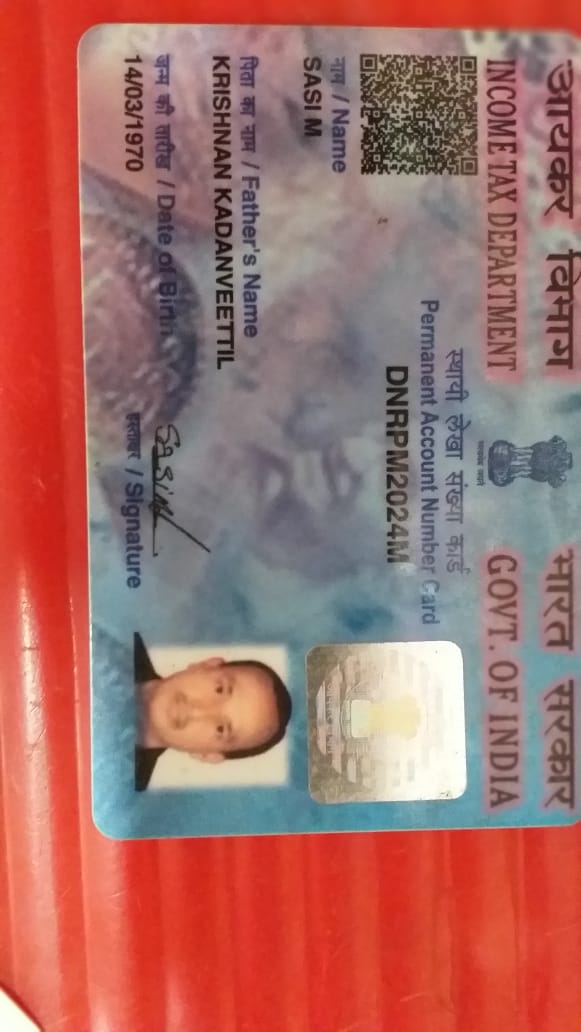 आयकर विभाग
INCOME TAX DEPARTMENT
भारत सरकार
GOVT. OF INDIA
स्थायी लेखा संख्या कार्ड
Permanent Account Number Card
DNRPM2024M
नाम / Name
SASI M
पिता का नाम / Father's Name
KRISHNAN KADANVEETTIL
जन्म की तारीख / Date of Birth
14/03/1970
Sasi M
हस्ताक्षर / Signature